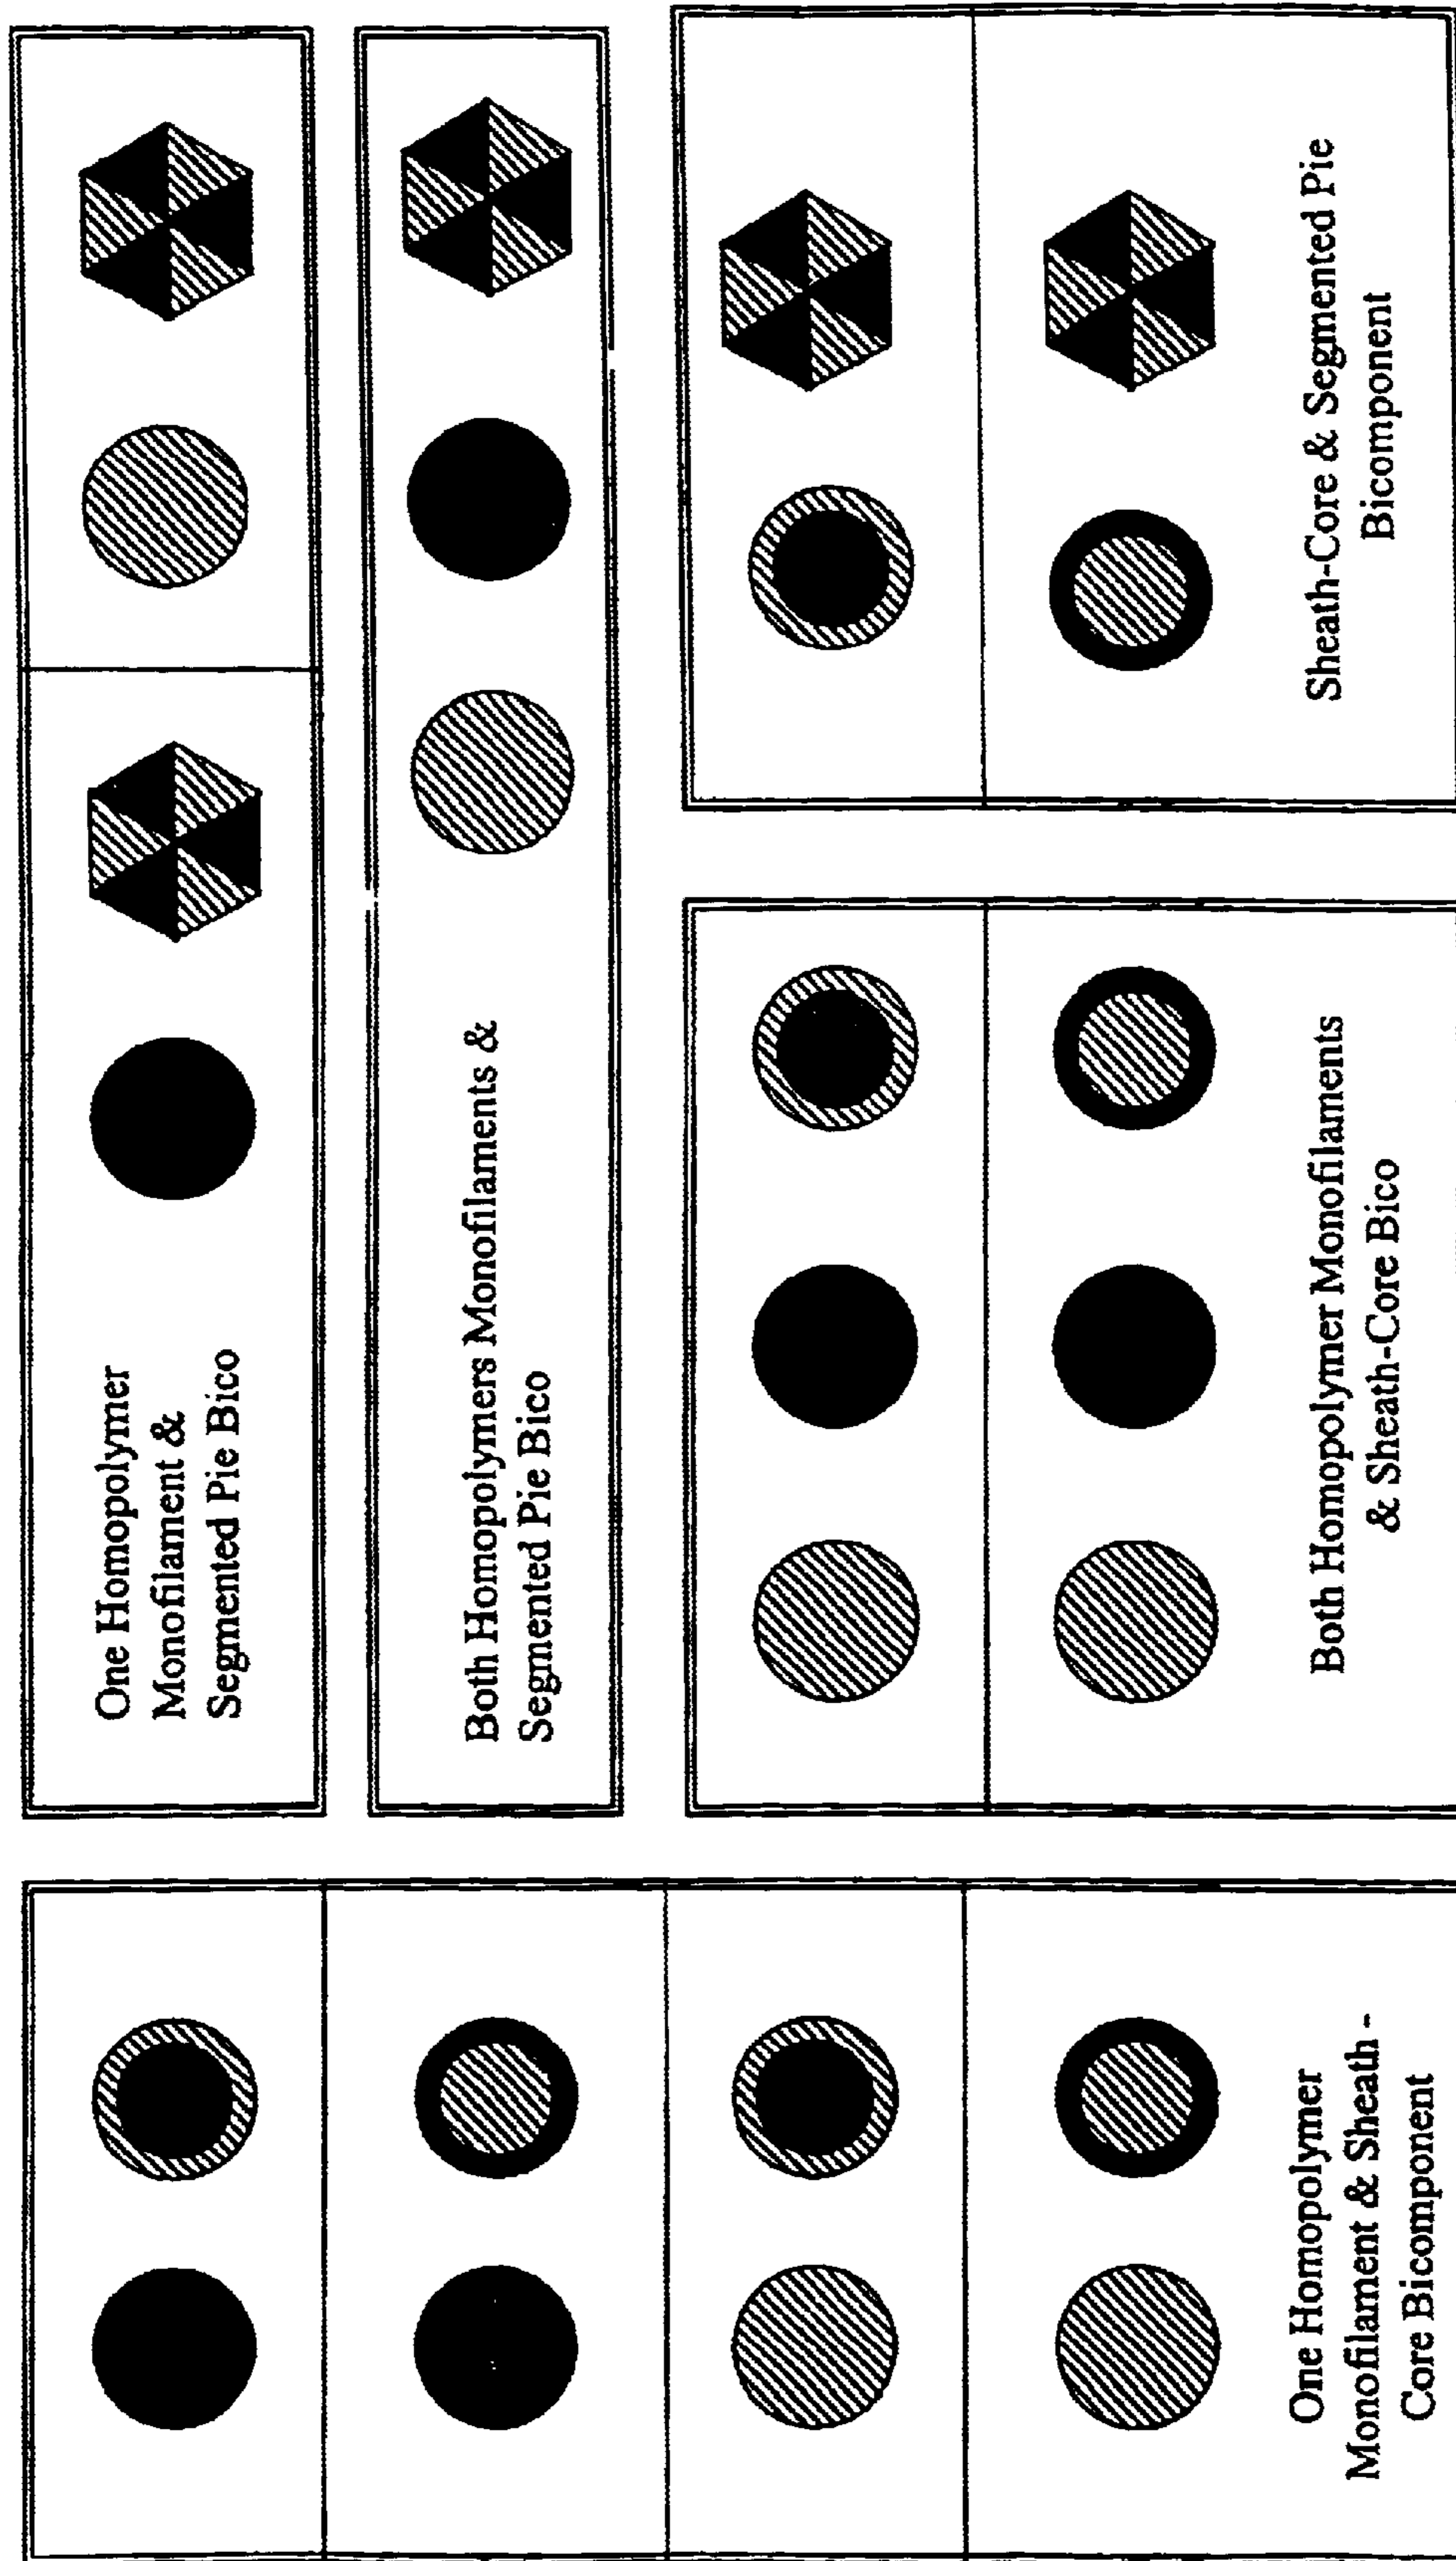 One Homopolymer
Monofilament &
Segmented Pie Bico
Both Homopolymers Monofilaments &
Segmented Pie Bico
One Homopolymer
Monofilament & Sheath -
Core Bicomponent
Both Homopolymer Monofilaments
& Sheath-Core Bico
Sheath-Core & Segmented Pie
Bicomponent